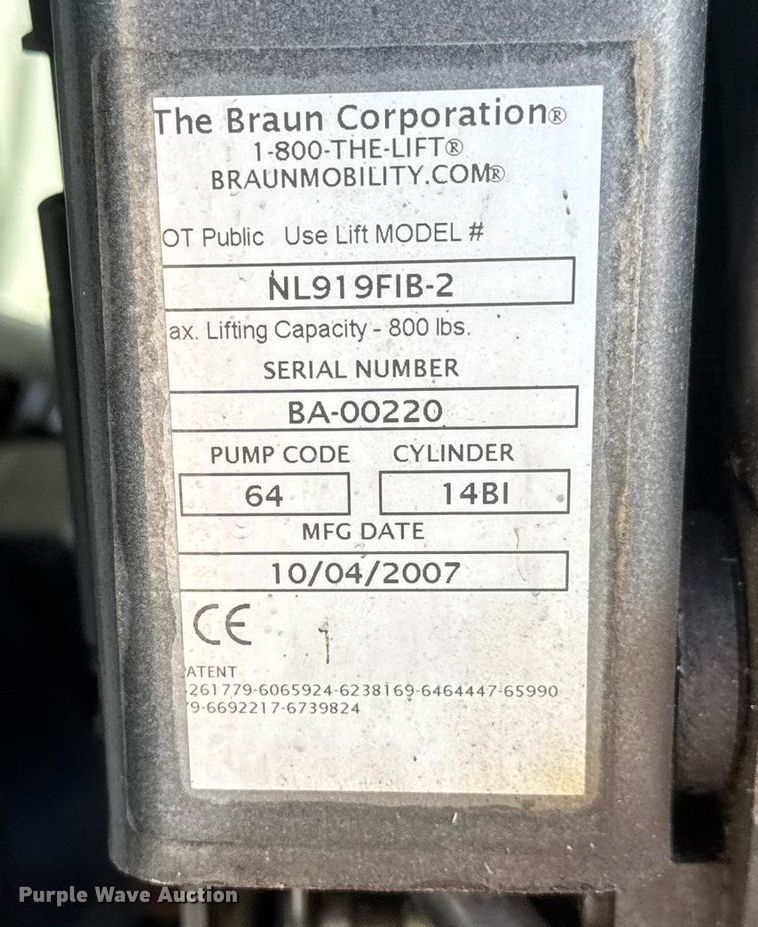 The Braun Corporation®
1-800-THE-LIFT®
BRAUNMOBILITY.COM®
OT Public Use Lift MODEL #
NL919FIB-2
ax. Lifting Capacity - 800 lbs.
SERIAL NUMBER
BA-00220
PUMP CODE CYLINDER
64 14BI
MFG DATE
10/04/2007
CE
ATENT
261779-6065924-6238169-6464447-65990
9-6692217-6739824
Purple Wave Auction